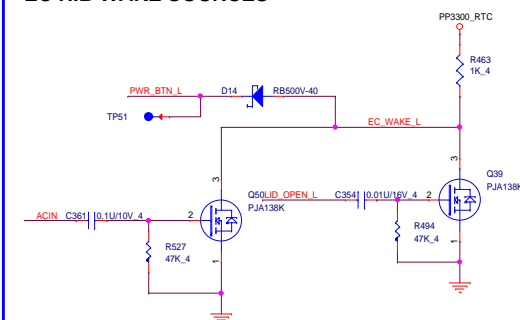 PP3300_RTC
R463
1K_4
PWR_BTN_L
D14
RB500V-40
TP51
EC_WAKE_L
3
3
Q39
PJA138K
Q50
LID_OPEN_L
C354
0.01U/16V_4
2
PJA138K
ACIN
C361
0.1U/10V_4
2
R494
47K_4
1
R527
47K_4
1